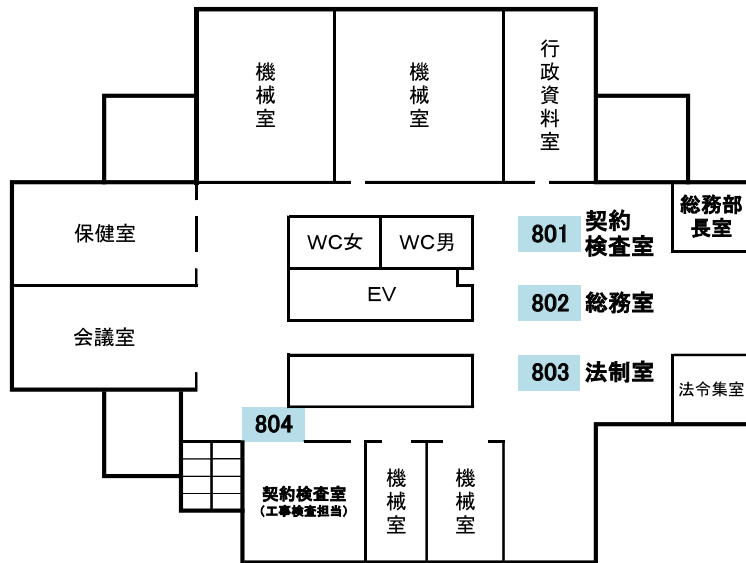 機械室
機械室
行政資料室
保健室
WC女
WC男
801
契約
検査室
総務部
長室
EV
802
総務室
会議室
803
法制室
法令集室
804
契約検査室
（工事検査担当）
機械室
機械室